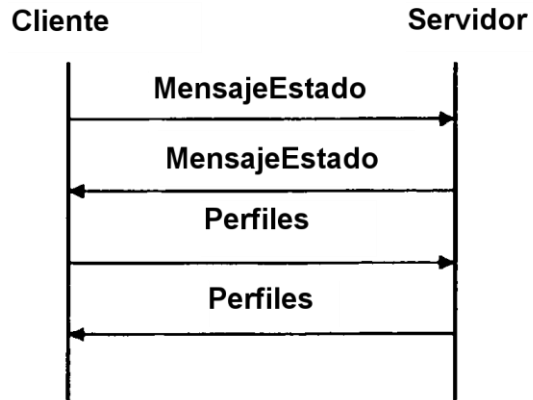 Cliente
Servidor
MensajeEstado
MensajeEstado
Perfiles
Perfiles